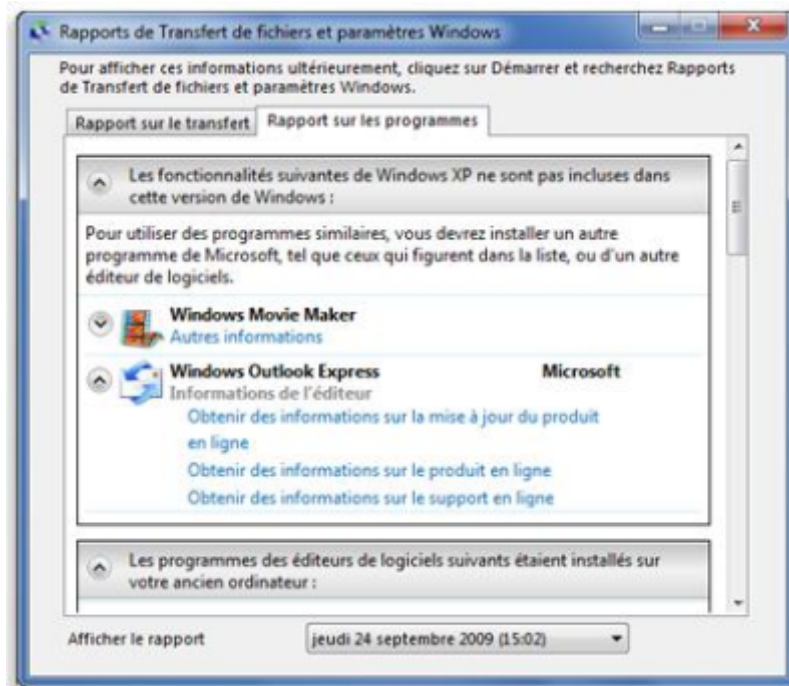 Rapports de Transfert de fichiers et paramètres Windows
Pour afficher ces informations ultérieurement, cliquez sur Démarrer et recherchez Rapports
de Transfert de fichiers et paramètres Windows.
Rapport sur le transfert
Rapport sur les programmes
Les fonctionnalités suivantes de Windows XP ne sont pas incluses dans
cette version de Windows :
Pour utiliser des programmes similaires, vous devrez installer un autre
programme de Microsoft, tel que ceux qui figurent dans la liste, ou d'un autre
éditeur de logiciels.
Windows Movie Maker
Autres informations
Windows Outlook Express Microsoft
Informations de l'éditeur
Obtenir des informations sur la mise à jour du produit
en ligne
Obtenir des informations sur le produit en ligne
Obtenir des informations sur le support en ligne
Les programmes des éditeurs de logiciels suivants étaient installés sur
votre ancien ordinateur :
Afficher le rapport jeudi 24 septembre 2009 (15:02)